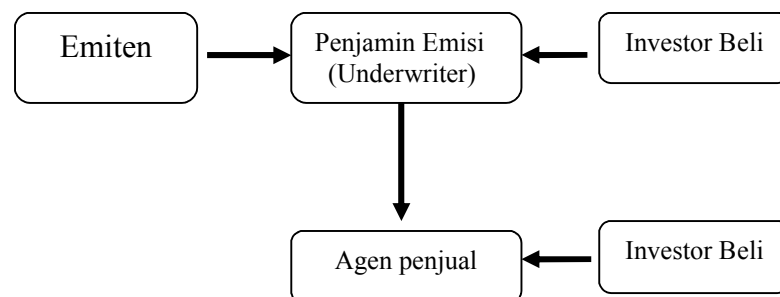 Emiten
Penjamin Emisi
(Underwriter)
Investor Beli
Agen penjual
Investor Beli